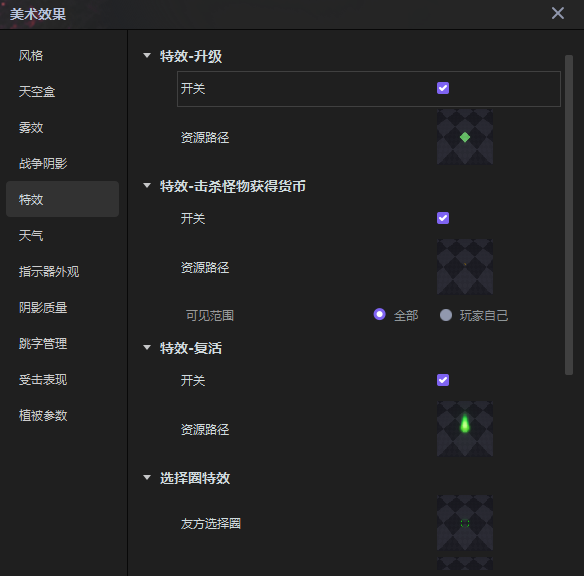 美术效果
风格
天空盒
雾效
战争阴影
特效
天气
指示器外观
阴影质量
跳字管理
受击表现
植被参数
特效-升级
开关
资源路径
特效-击杀怪物获得货币
开关
资源路径
可见范围 全部 玩家自己
特效-复活
开关
资源路径
选择圈特效
友方选择圈